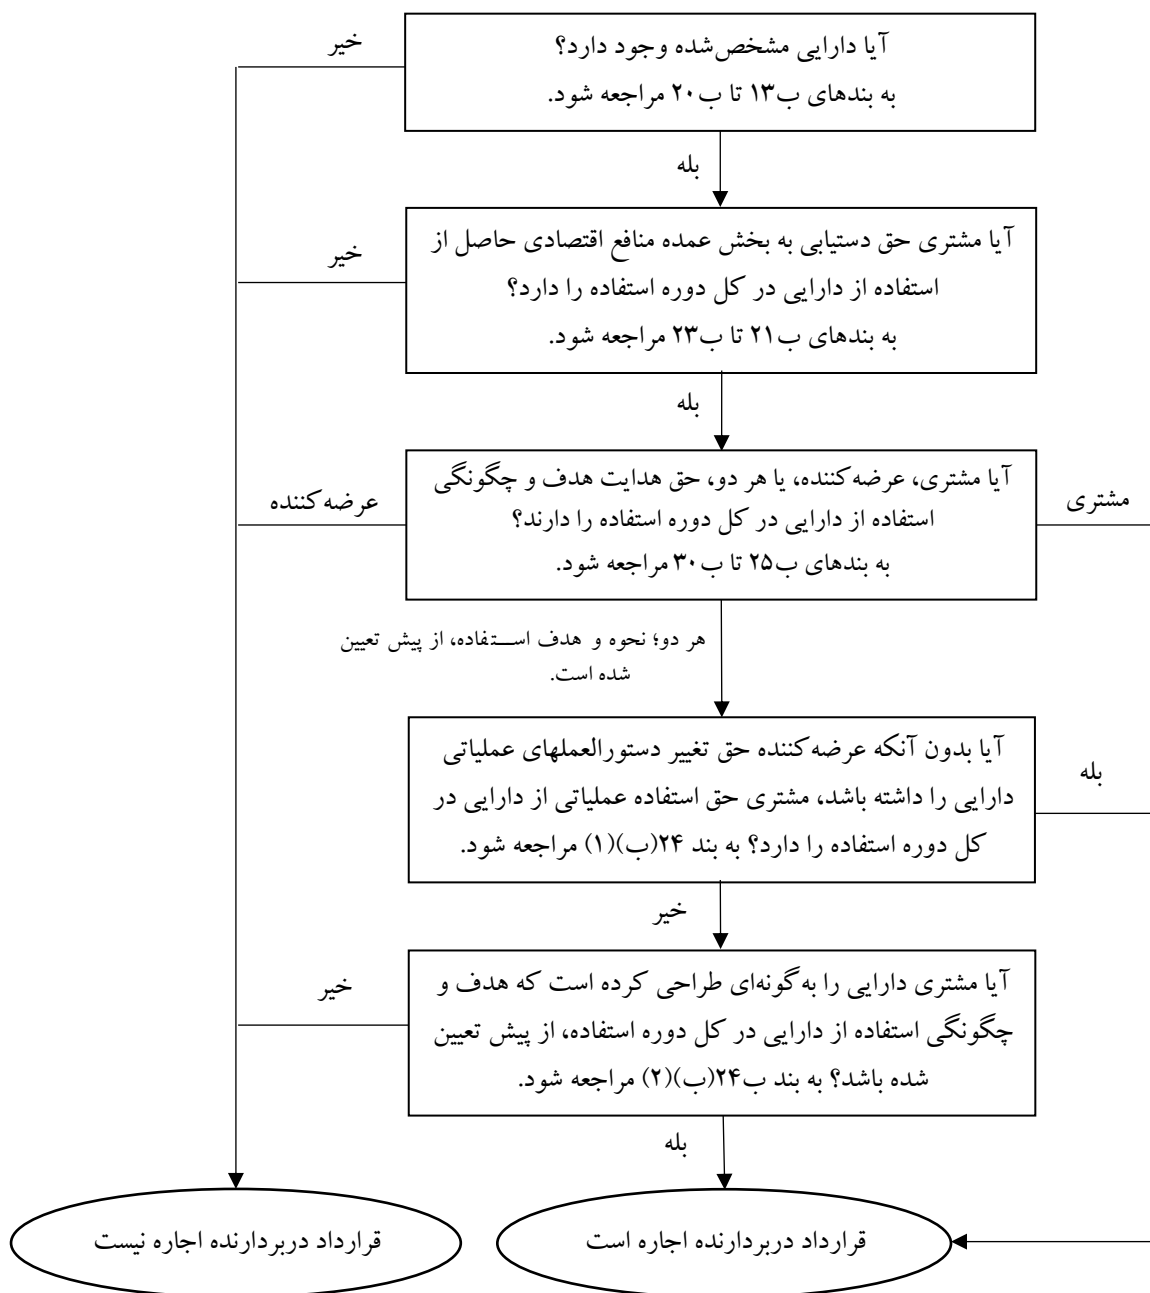 آیا دارایی مشخص‌شده وجود دارد؟
به بندهای ب۱۳ تا ب۲۰ مراجعه شود.
خیر
بله
آیا مشتری حق دستیابی به بخش عمده منافع اقتصادی حاصل از
استفاده از دارایی در کل دوره استفاده را دارد؟
به بندهای ب۲۱ تا ب۲۳ مراجعه شود.
خیر
بله
آیا مشتری، عرضه‌کننده، یا هر دو، حق هدایت هدف و چگونگی
استفاده از دارایی در کل دوره استفاده را دارند؟
به بندهای ب۲۵ تا ب۳۰ مراجعه شود.
مشتری
عرضه‌کننده
هر دو؛ نحوه و هدف استفاده، از پیش تعیین
شده است.
آیا بدون آنکه عرضه‌کننده حق تغییر دستورالعملهای عملیاتی
دارایی را داشته باشد، مشتری حق استفاده عملیاتی از دارایی در
کل دوره استفاده را دارد؟ به بند ۲۴(ب)(۱) مراجعه شود.
بله
خیر
آیا مشتری دارایی را به‌گونه‌ای طراحی کرده است که هدف و
چگونگی استفاده از دارایی در کل دوره استفاده، از پیش تعیین
شده باشد؟ به بند ب۲۴(ب)(۲) مراجعه شود.
خیر
بله
قرارداد دربردارنده اجاره است
قرارداد دربردارنده اجاره نیست